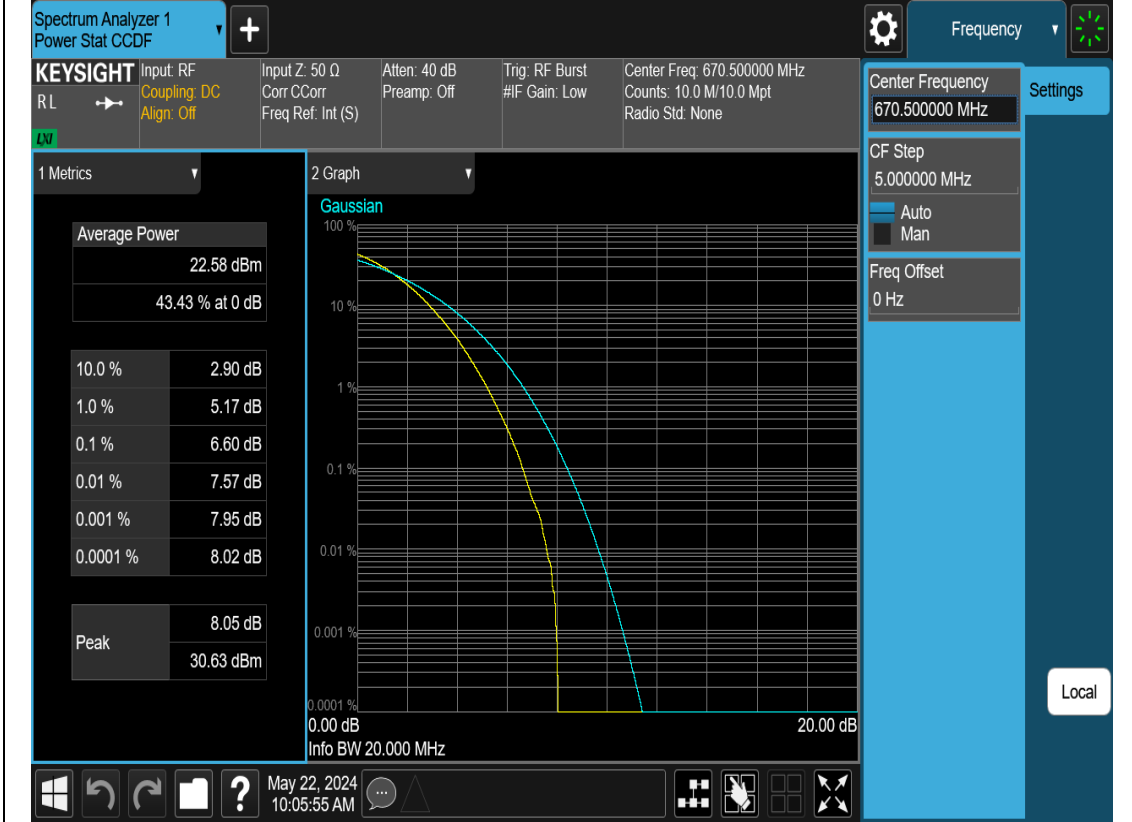 Spectrum Analyzer 1
Power Stat CCDF
+
Frequency
KEYSIGHT
RL
LXI
Input: RF
Coupling: DC
Align: Off
Input Z: 50 Ω
Corr CCorr
Freq Ref: Int (S)
Atten: 40 dB
Preamp: Off
Trig: RF Burst
#IF Gain: Low
Center Freq: 670.500000 MHz
Counts: 10.0 M/10.0 Mpt
Radio Std: None
Center Frequency
670.500000 MHz
Settings
CF Step
5.000000 MHz
Auto
Man
Freq Offset
0 Hz
1 Metrics
Average Power
22.58 dBm
43.43 % at 0 dB
10.0 % 2.90 dB
1.0 % 5.17 dB
0.1 % 6.60 dB
0.01 % 7.57 dB
0.001 % 7.95 dB
0.0001 % 8.02 dB
Peak
8.05 dB
30.63 dBm
2 Graph
Gaussian
100 %
10 %
1 %
0.1 %
0.01 %
0.001 %
0.0001 %
0.00 dB 20.00 dB
Info BW 20.000 MHz
Local
?
May 22, 2024
10:05:55 AM